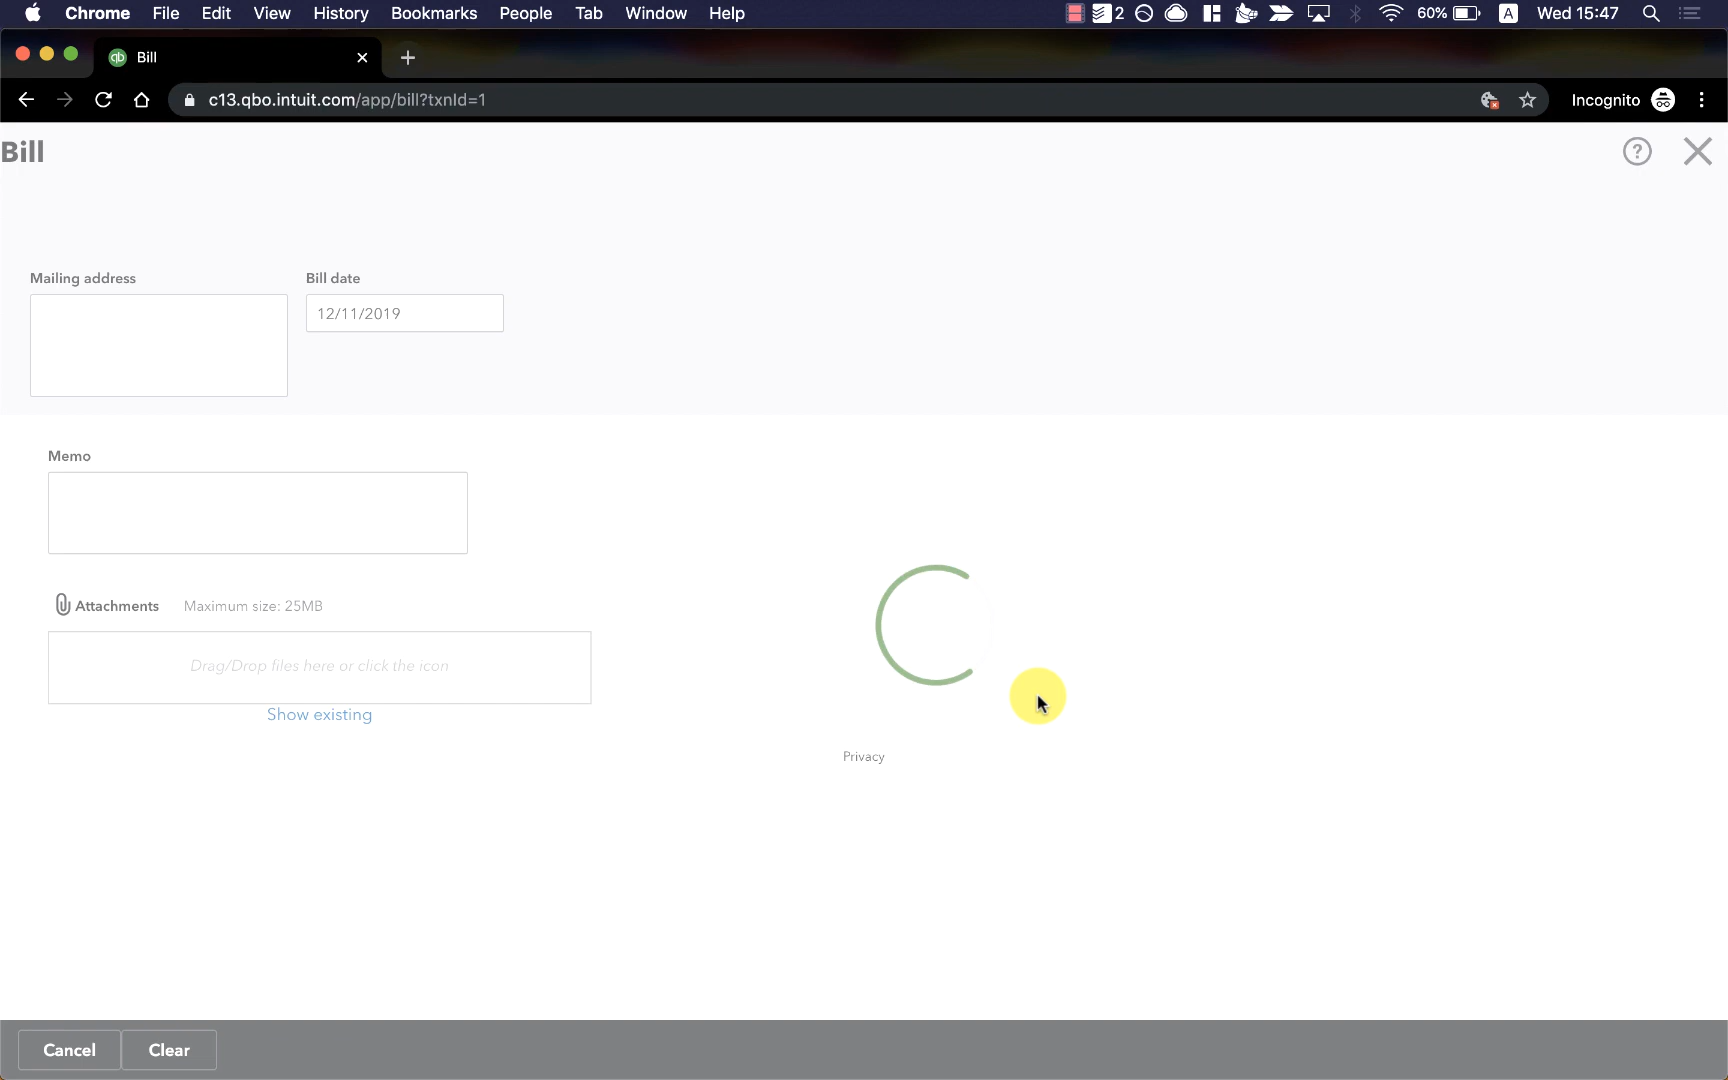 Chrome File Edit View History Bookmarks People Tab Window Help 2 60% A Wed 15:47
qb Bill
c13.qbo.intuit.com/app/bill?txnId=1 Incognito
Bill ?
Mailing address Bill date
12/11/2019
Memo
Attachments Maximum size: 25MB
Drag/Drop files here or click the icon
Show existing
Privacy
Cancel Clear